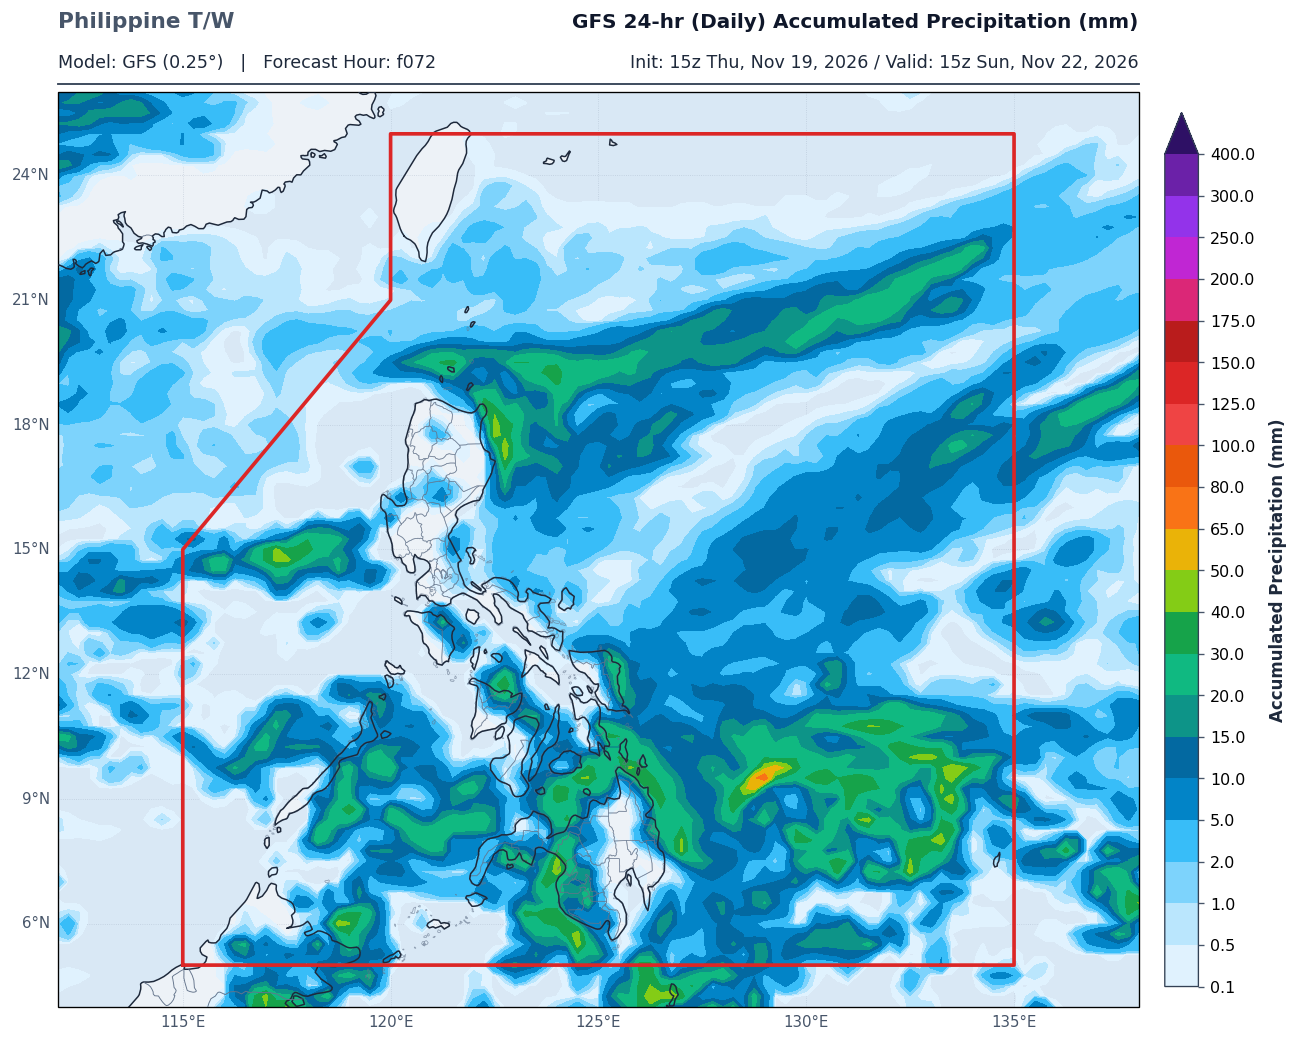 Philippine T/W
GFS 24-hr (Daily) Accumulated Precipitation (mm)
Model: GFS (0.25°)   |   Forecast Hour: f072
Init: 15z Thu, Nov 19, 2026 / Valid: 15z Sun, Nov 22, 2026
24°N
21°N
18°N
15°N
12°N
9°N
6°N
115°E
120°E
125°E
130°E
135°E
400.0
300.0
250.0
200.0
175.0
150.0
125.0
100.0
80.0
65.0
50.0
40.0
30.0
20.0
15.0
10.0
5.0
2.0
1.0
0.5
0.1
Accumulated Precipitation (mm)